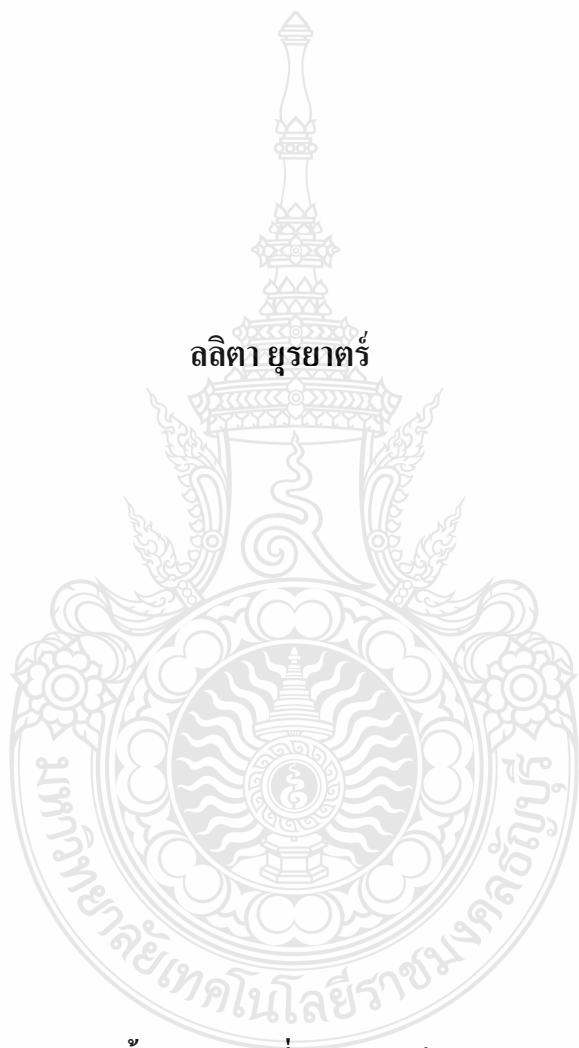 ลลิตา ยุรยาตร์
มหาวิทยาลัยเทคโนโลยีราชมงคลธัญบุรี